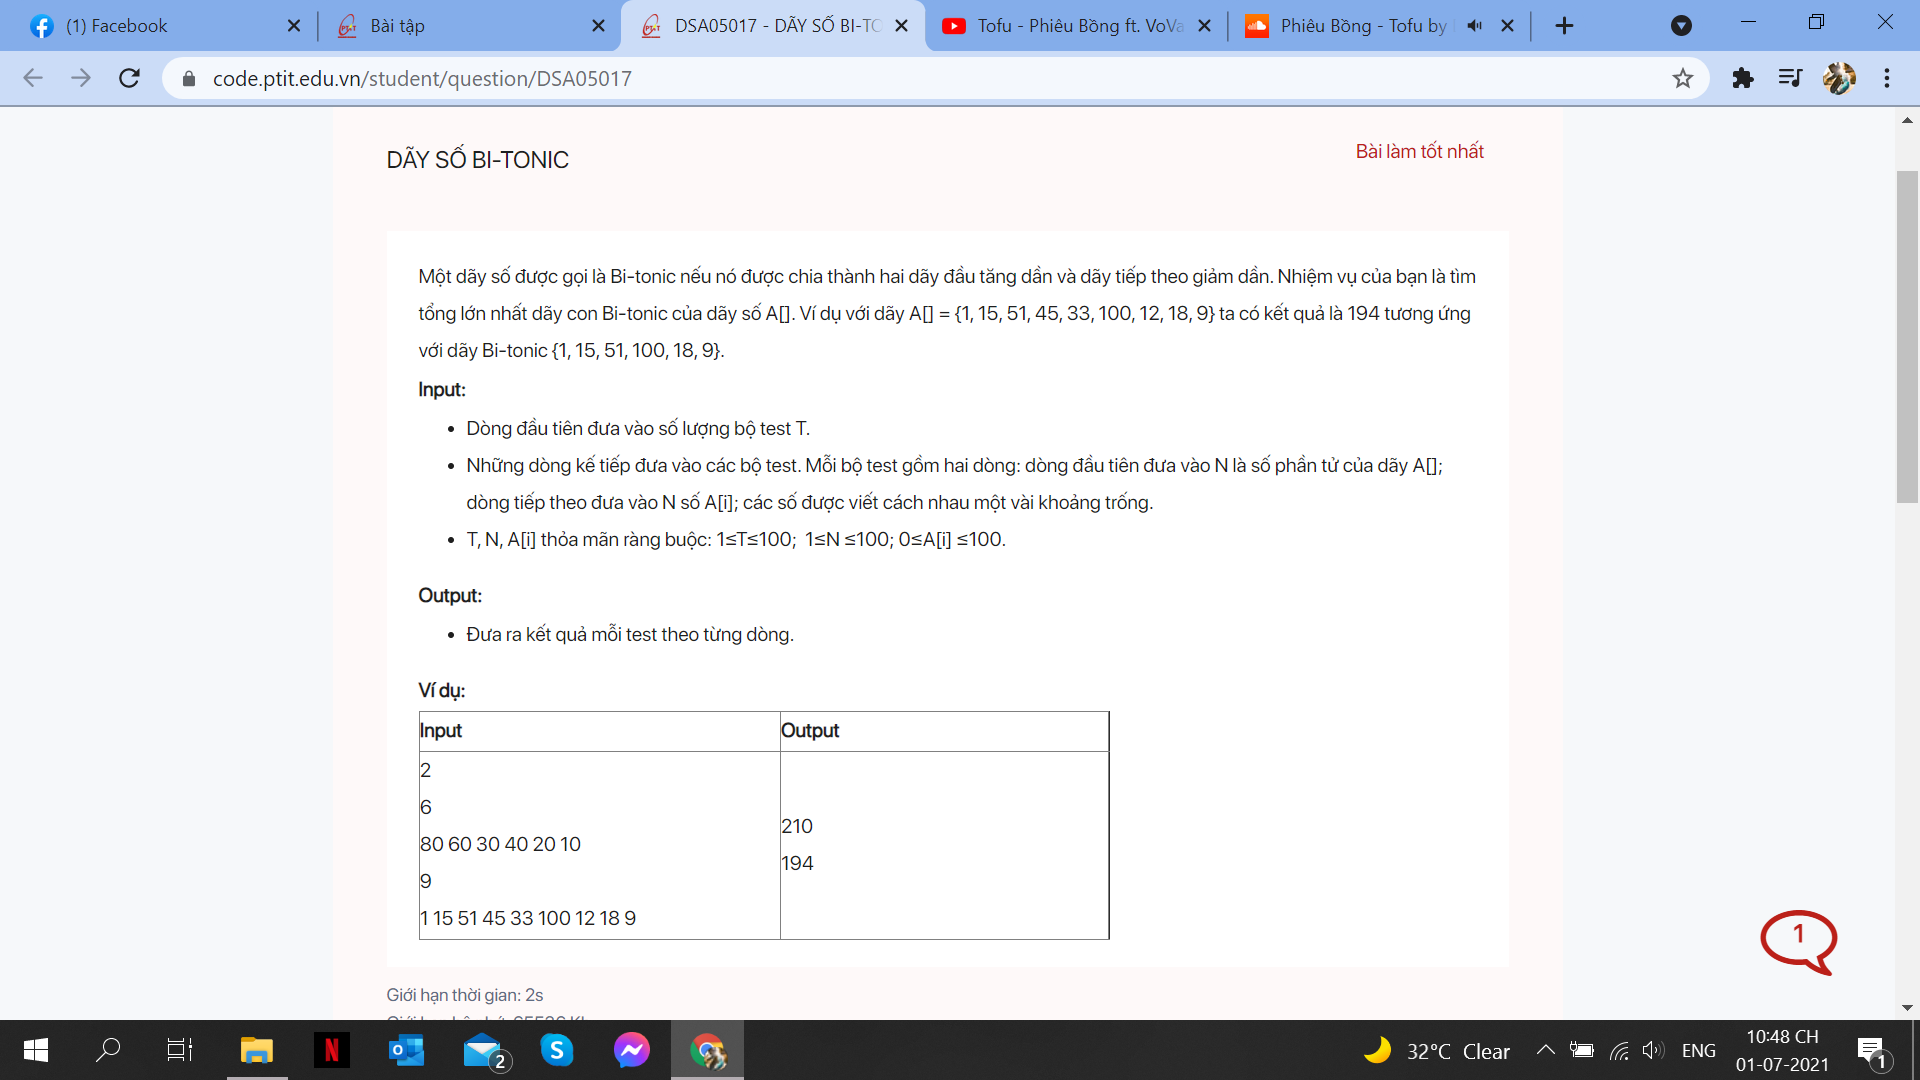 (1) Facebook
Bài tập
DSA05017 - DÃY SỐ BI-TO
Tofu - Phiêu Bồng ft. VoVa
Phiêu Bồng - Tofu by
code.ptit.edu.vn/student/question/DSA05017
DÃY SỐ BI-TONIC
Bài làm tốt nhất
Một dãy số được gọi là Bi-tonic nếu nó được chia thành hai dãy đầu tăng dần và dãy tiếp theo giảm dần. Nhiệm vụ của bạn là tìm
tổng lớn nhất dãy con Bi-tonic của dãy số A[]. Ví dụ với dãy A[] = {1, 15, 51, 45, 33, 100, 12, 18, 9} ta có kết quả là 194 tương ứng
với dãy Bi-tonic {1, 15, 51, 100, 18, 9}.
Input:
• Dòng đầu tiên đưa vào số lượng bộ test T.
• Những dòng kế tiếp đưa vào các bộ test. Mỗi bộ test gồm hai dòng: dòng đầu tiên đưa vào N là số phần tử của dãy A[];
dòng tiếp theo đưa vào N số A[i]; các số được viết cách nhau một vài khoảng trống.
• T, N, A[i] thỏa mãn ràng buộc: 1≤T≤100; 1≤N ≤100; 0≤A[i] ≤100.
Output:
• Đưa ra kết quả mỗi test theo từng dòng.
Ví dụ:
Input
Output
2
6
80 60 30 40 20 10
9
1 15 51 45 33 100 12 18 9
210
194
1
Giới hạn thời gian: 2s
2
32°C Clear
ENG
10:48 CH
01-07-2021
1